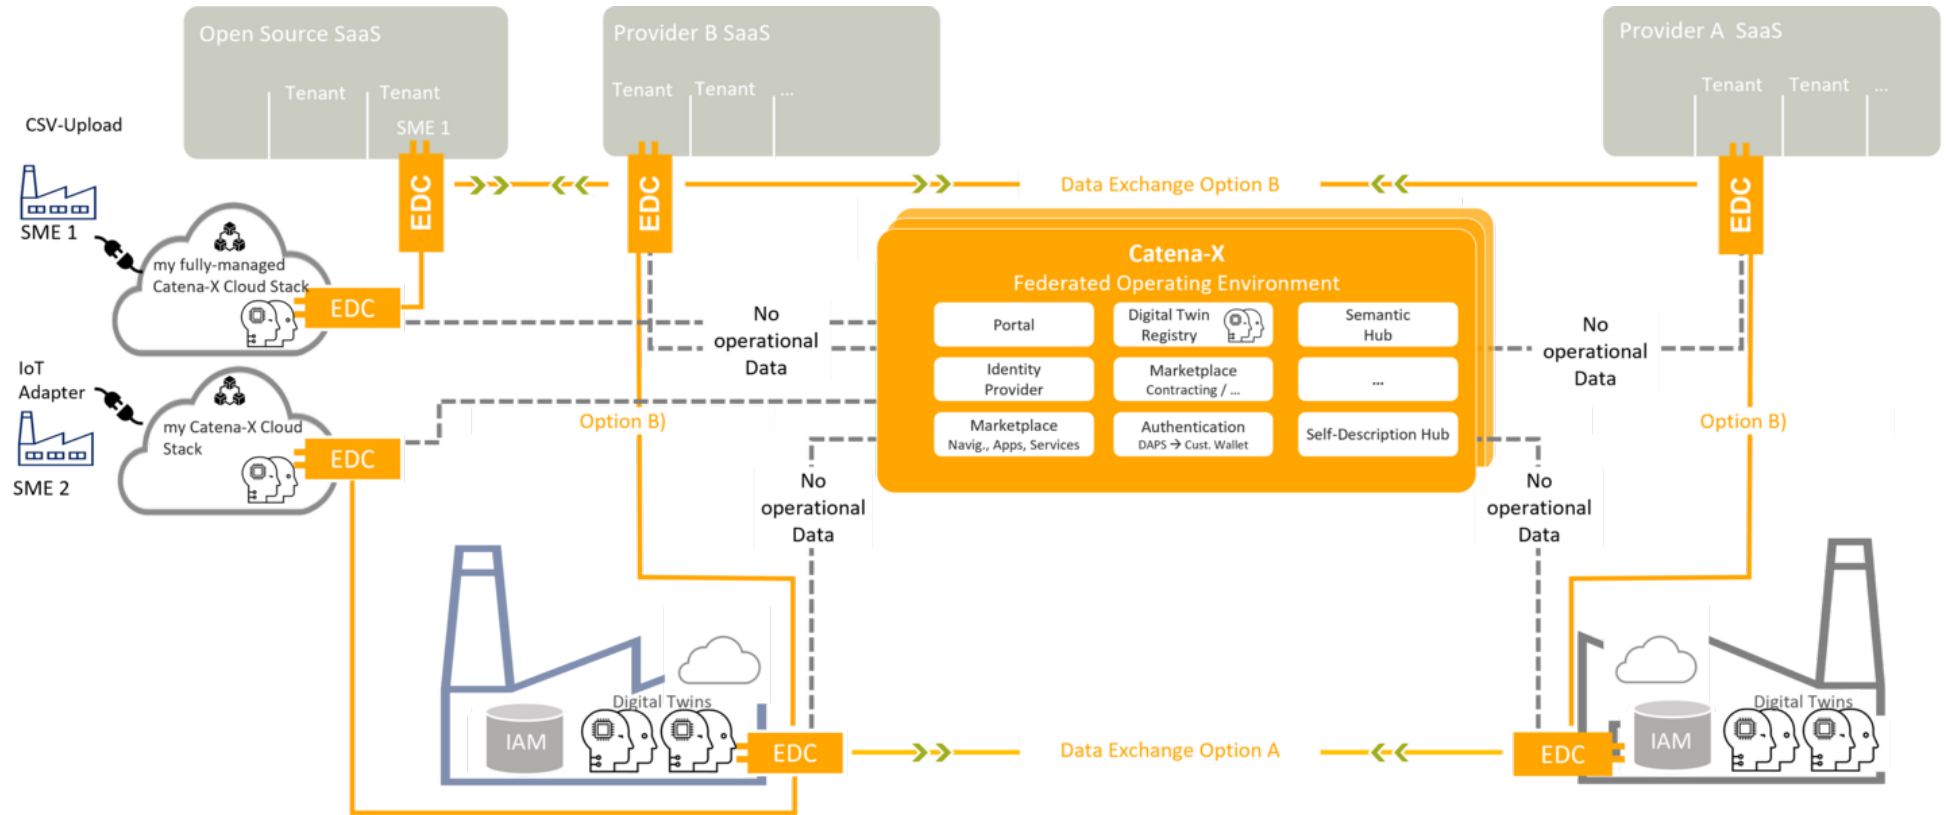 Open Source SaaS
Tenant
Tenant
SME 1
Provider B SaaS
Tenant
Tenant
...
Provider A SaaS
Tenant
Tenant
...
CSV-Upload
SME 1
my fully-managed
Catena-X Cloud Stack
EDC
EDC
EDC
EDC
Data Exchange Option B
Catena-X
Federated Operating Environment
Portal
Digital Twin
Registry
Semantic
Hub
Identity
Provider
Marketplace
Contracting / ...
...
Marketplace
Navig., Apps, Services
Authentication
DAPS → Cust. Wallet
Self-Description Hub
No
operational
Data
No
operational
Data
IoT
Adapter
SME 2
my Catena-X Cloud
Stack
EDC
Option B)
Option B)
No
operational
Data
No
operational
Data
Digital Twins
IAM
EDC
Data Exchange Option A
EDC
IAM
Digital Twins